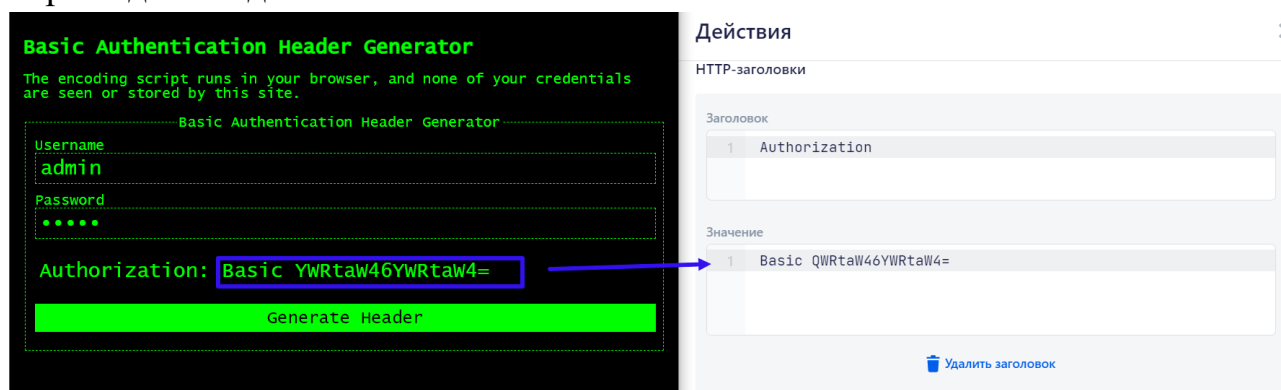 Basic Authentication Header Generator
The encoding script runs in your browser, and none of your credentials
are seen or stored by this site.
Basic Authentication Header Generator
Username
admin
Password
•••••
Authorization: Basic YWRtaW46YWRtaW4=
Generate Header
Действия
HTTP-заголовки
Заголовок
1 Authorization
Значение
1 Basic QWRtaW46YWRtaW4=
Удалить заголовок